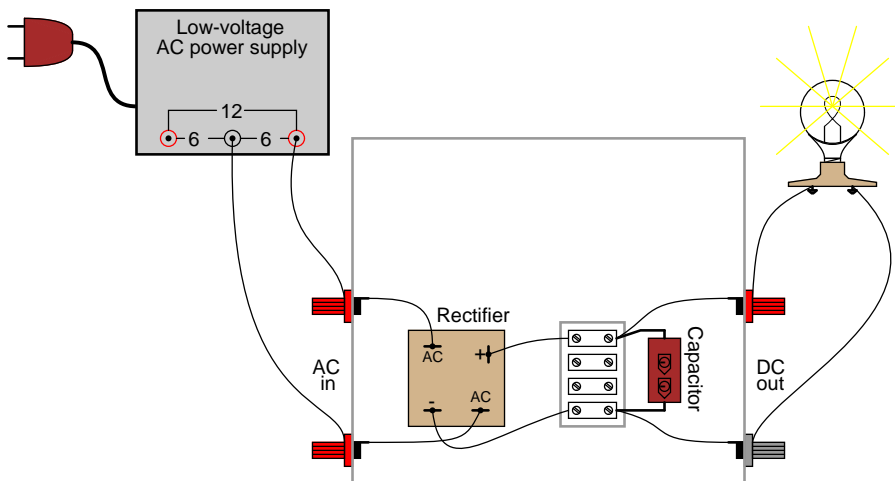 Low-voltage
AC power supply
12
6
6
Rectifier
AC
+
-
AC
AC
in
Capacitor
DC
out